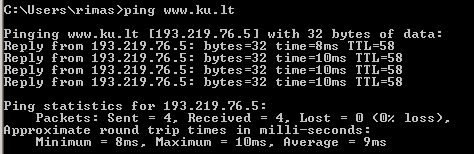 C:\Users\rimas>ping www.ku.lt
Pinging www.ku.lt [193.219.76.5] with 32 bytes of data:
Reply from 193.219.76.5: bytes=32 time=8ms TTL=58
Reply from 193.219.76.5: bytes=32 time=10ms TTL=58
Reply from 193.219.76.5: bytes=32 time=10ms TTL=58
Reply from 193.219.76.5: bytes=32 time=10ms TTL=58
Ping statistics for 193.219.76.5:
Packets: Sent = 4, Received = 4, Lost = 0 (0% loss),
Approximate round trip times in milli-seconds:
Minimum = 8ms, Maximum = 10ms, Average = 9ms